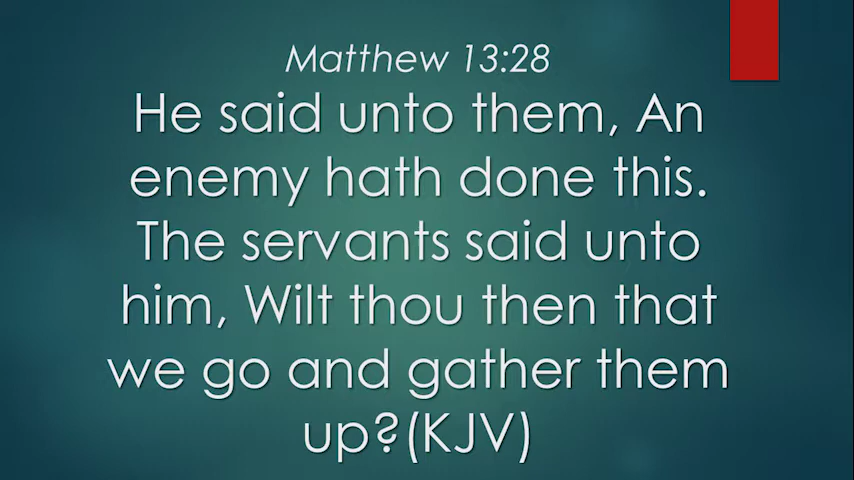 Matthew 13:28
He said unto them, An
enemy hath done this.
The servants said unto
him, Wilt thou then that
we go and gather them
up?(KJV)